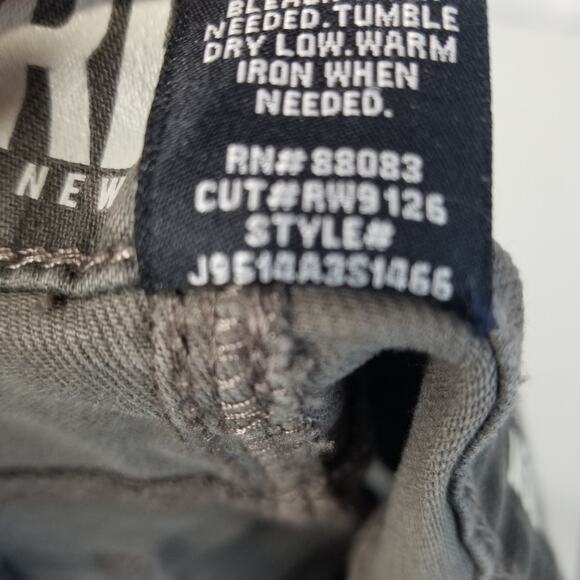 NEEDED.TUMBLE
DRY LOW.WARM
IRON WHEN
NEEDED.
RN# 88083
CUT#RW9126
STYLE#
J9514A3S1466
NEW